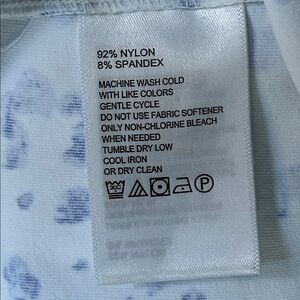 92% NYLON
8% SPANDEX
MACHINE WASH COLD
WITH LIKE COLORS
GENTLE CYCLE
DO NOT USE FABRIC SOFTENER
ONLY NON-CHLORINE BLEACH
WHEN NEEDED
TUMBLE DRY LOW
COOL IRON
OR DRY CLEAN
P